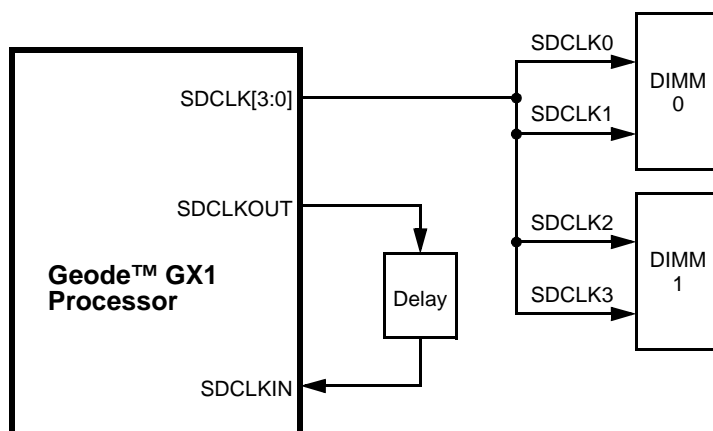 SDCLK[3:0]
SDCLKOUT
Geode™ GX1
Processor
SDCLKIN
Delay
SDCLK0
SDCLK1
DIMM
0
SDCLK2
SDCLK3
DIMM
1